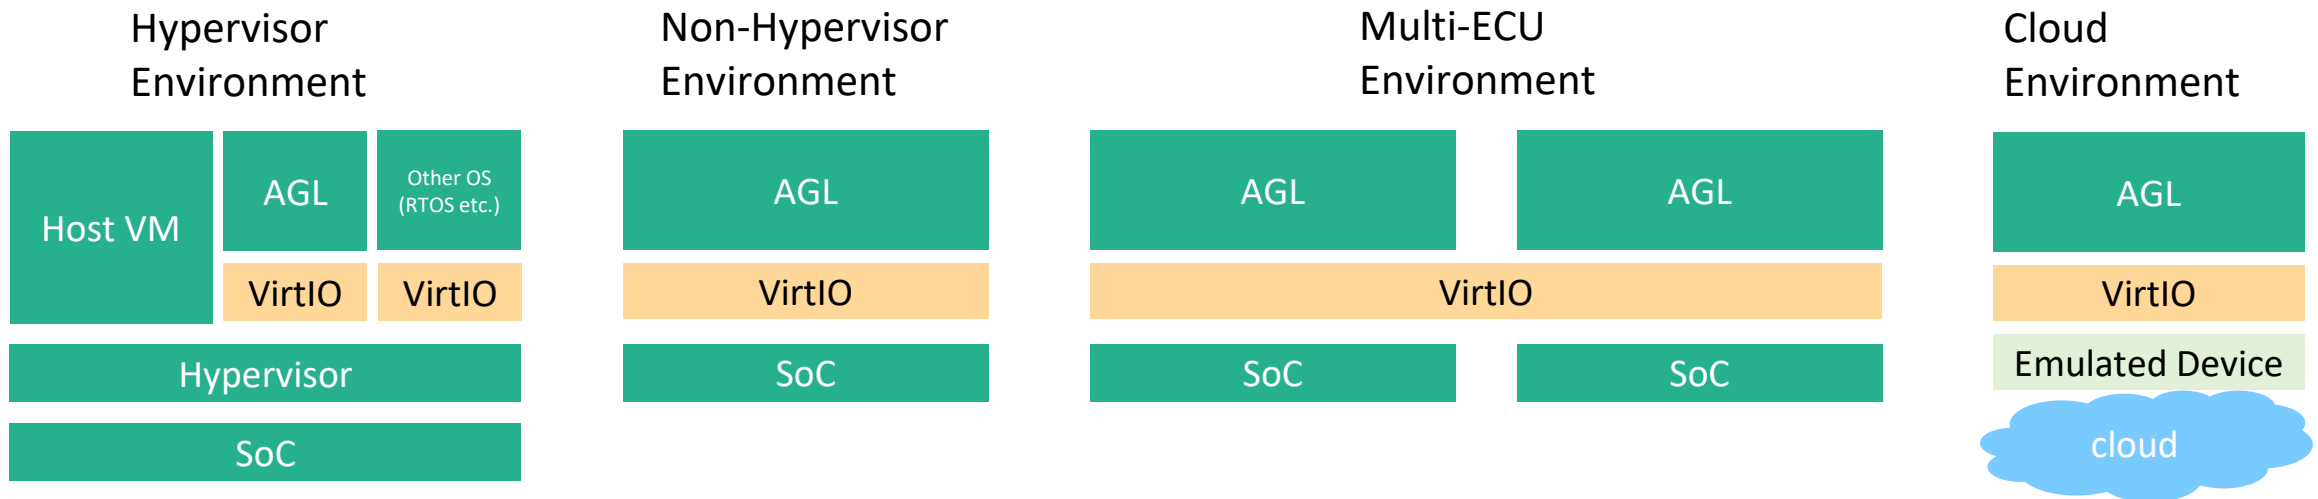 Hypervisor
Environment
Host VM
AGL
Other OS
(RTOS etc.)
VirtIO
VirtIO
Hypervisor
SoC
Non-Hypervisor
Environment
AGL
VirtIO
SoC
Multi-ECU
Environment
AGL
AGL
VirtIO
SoC
SoC
Cloud
Environment
AGL
VirtIO
Emulated Device
cloud